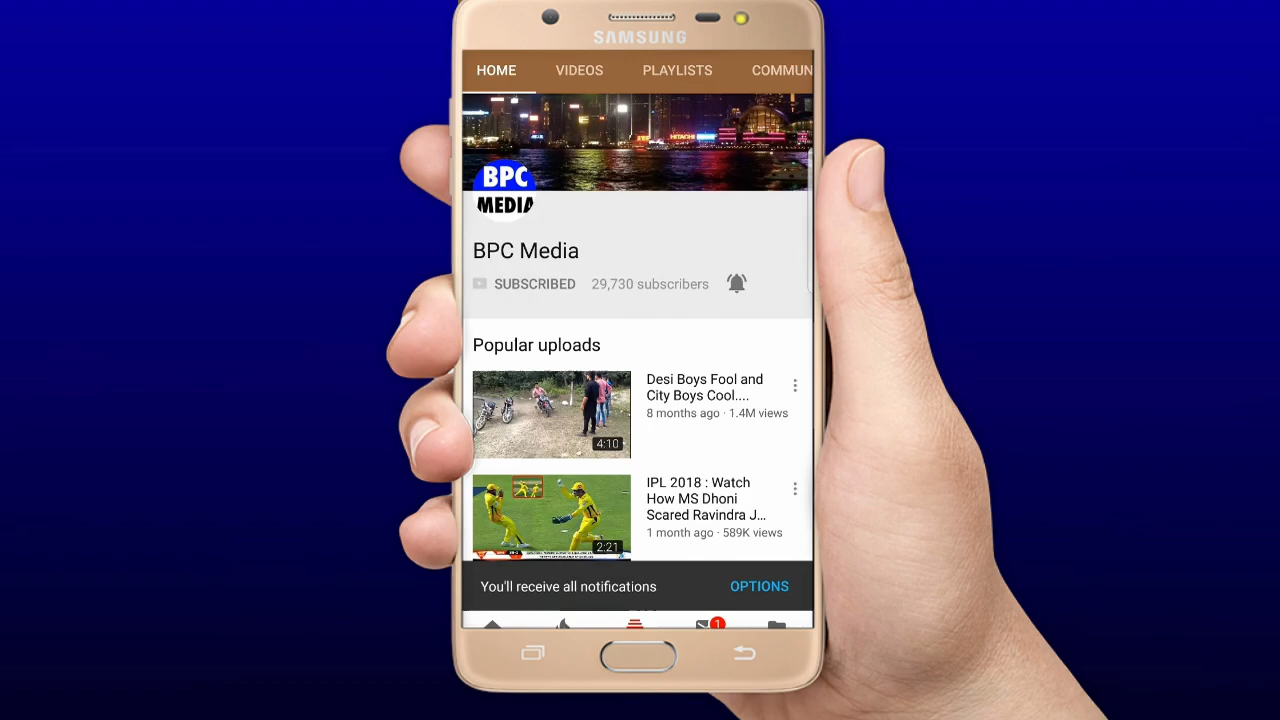 SAMSUNG
HOME VIDEOS PLAYLISTS COMMUN
HITACHI
BPC
MEDIA
BPC Media
SUBSCRIBED 29,730 subscribers
Popular uploads
Desi Boys Fool and
City Boys Cool....
8 months ago · 1.4M views
4:10
IPL 2018 : Watch
How MS Dhoni
Scared Ravindra J...
1 month ago · 589K views
2:21
You'll receive all notifications OPTIONS
1